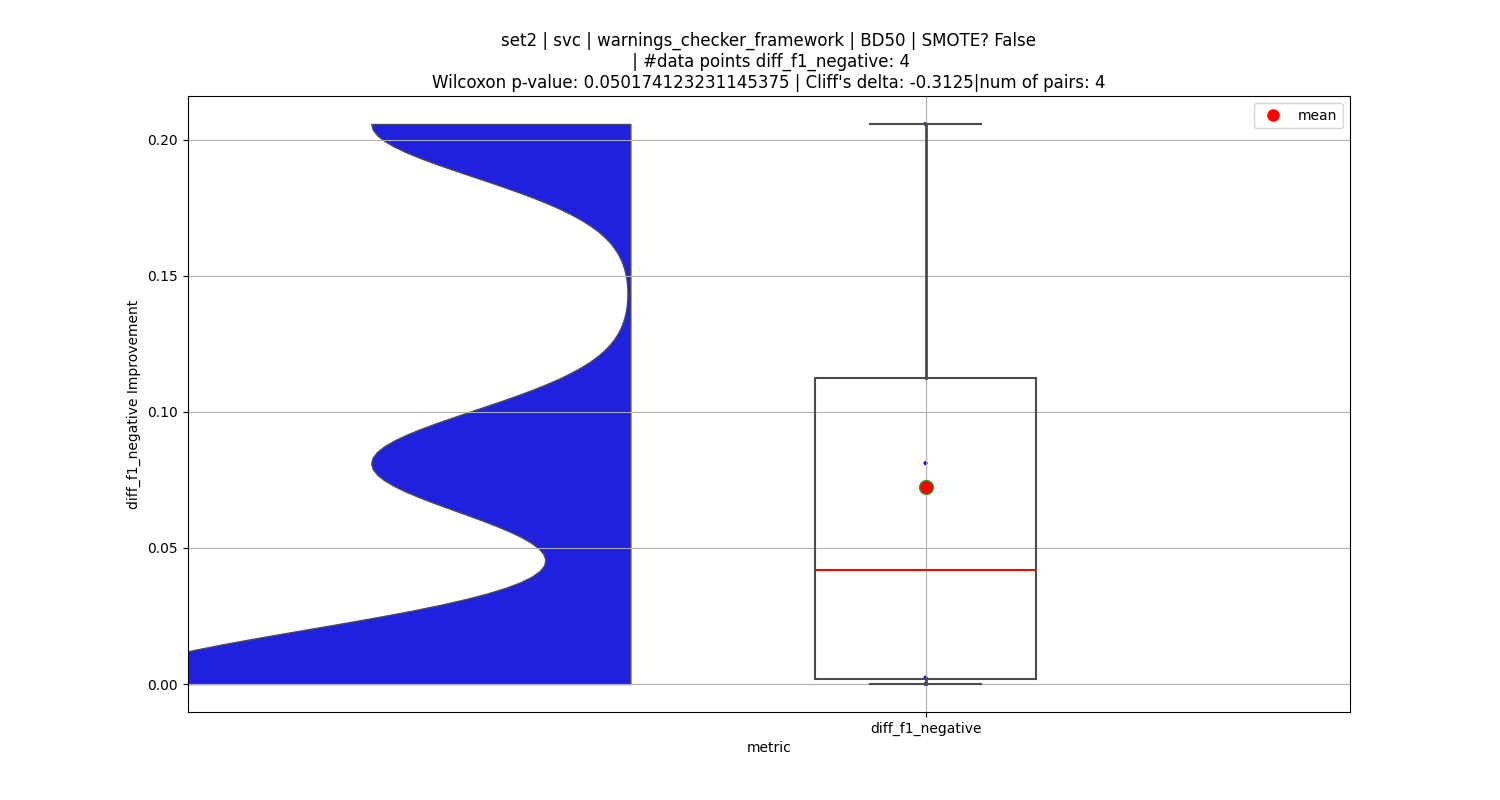 set2 | svc | warnings_checker_framework | BD50 | SMOTE? False
| #data points diff_f1_negative: 4
Wilcoxon p-value: 0.050174123231145375 | Cliff's delta: -0.3125|num of pairs: 4
mean
0.20
0.15
0.10
0.05
0.00
diff_f1_negative Improvement
diff_f1_negative
metric